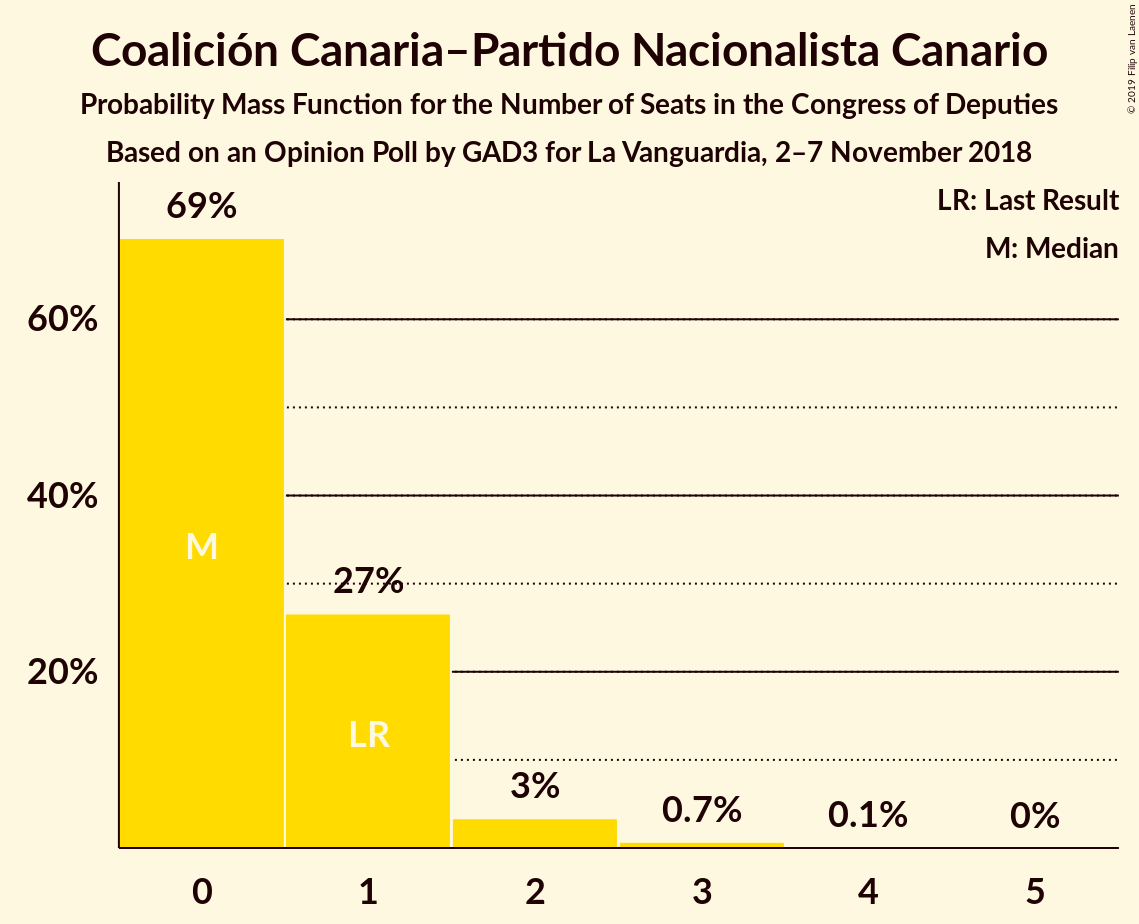 Coalición Canaria–Partido Nacionalista Canario
Probability Mass Function for the Number of Seats in the Congress of Deputies
Based on an Opinion Poll by GAD3 for La Vanguardia, 2–7 November 2018
© 2019 Filip van Laenen
LR: Last Result
M: Median
69%
60%
40%
M
27%
20%
LR
3%
0.7%
0.1%
0%
0 1 2 3 4 5